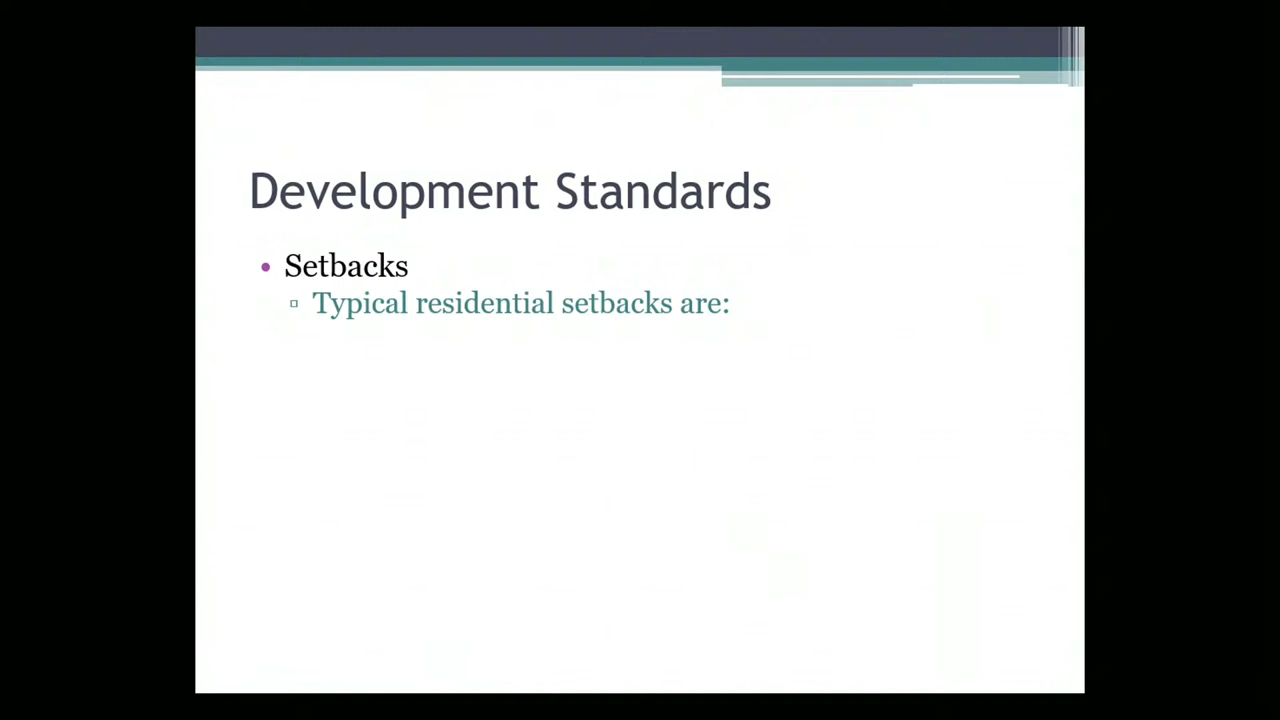 Development Standards
Setbacks
Typical residential setbacks are: